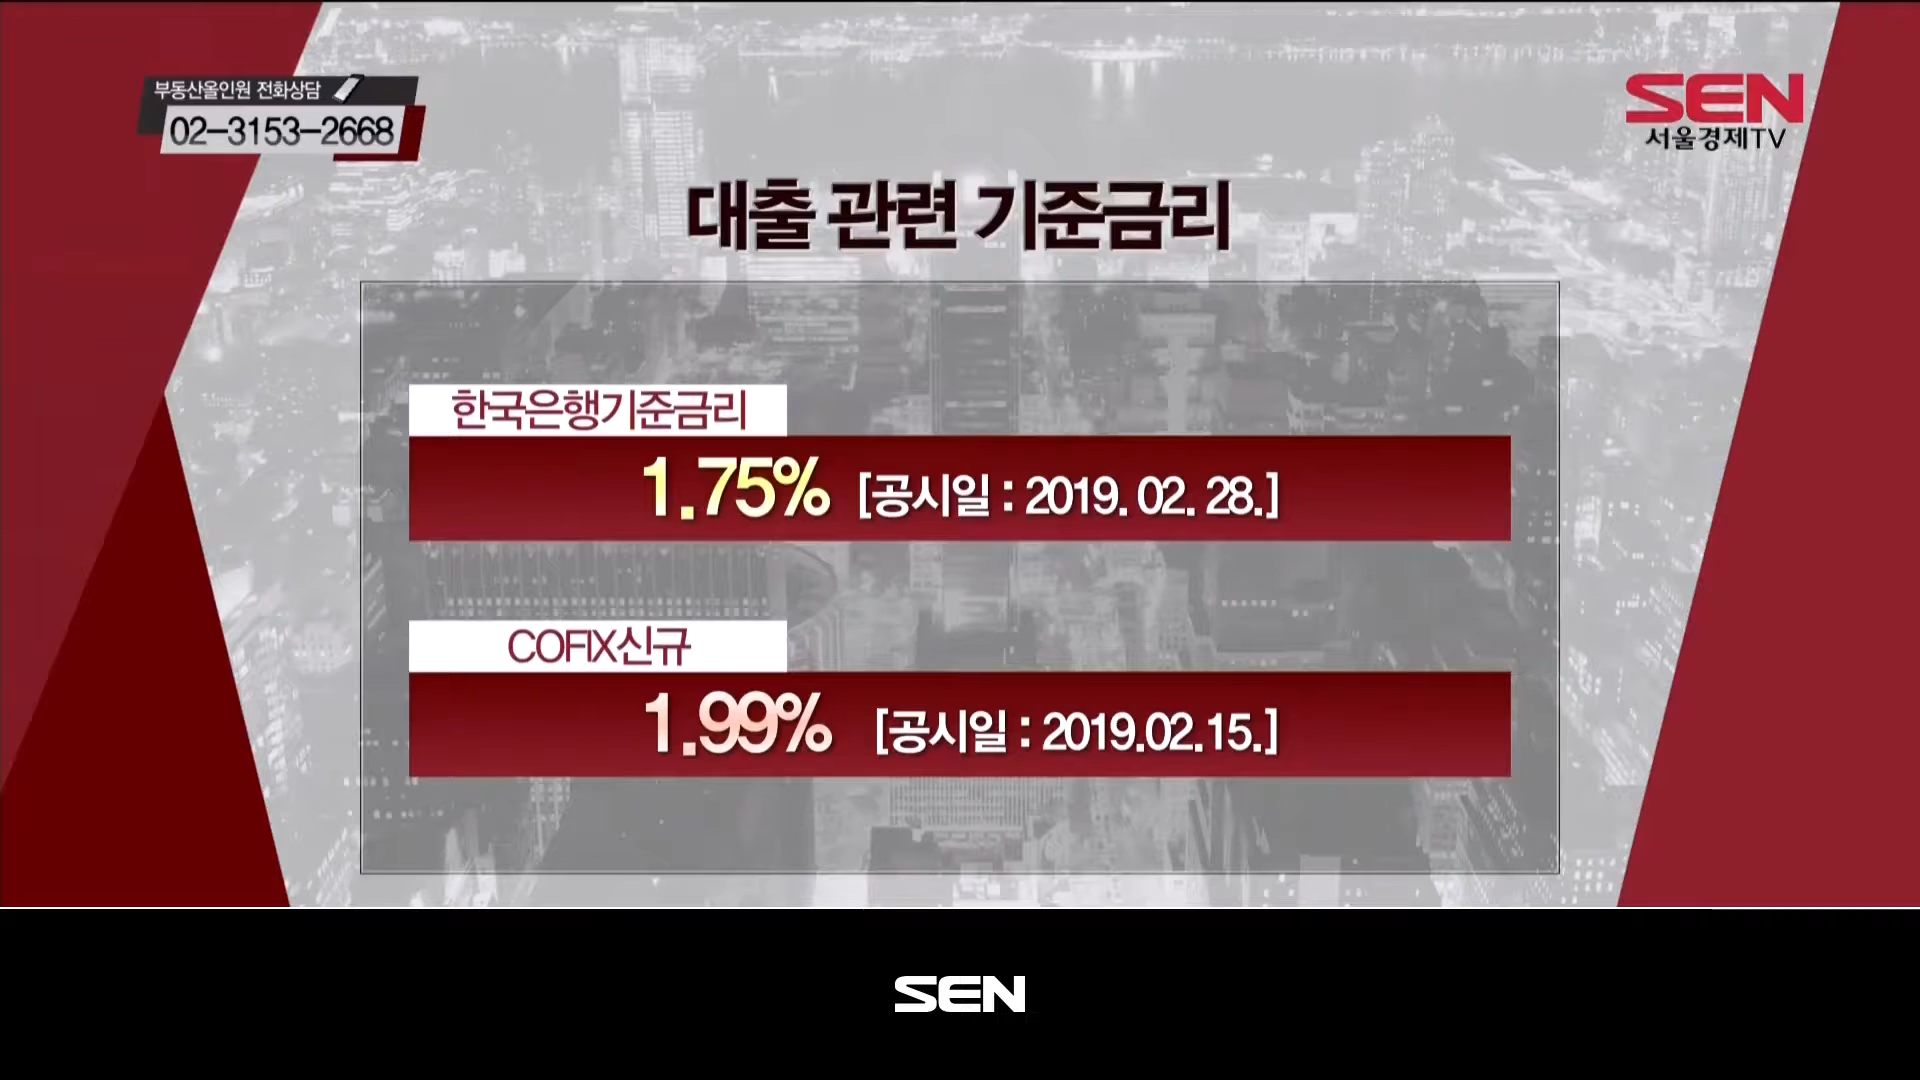 부동산올인원 전화상담
02-3153-2668
SEN
서울경제TV
대출 관련 기준금리
한국은행기준금리
1.75% [공시일 : 2019. 02. 28.]
COFIX신규
1.99% [공시일 : 2019.02.15.]
SEN